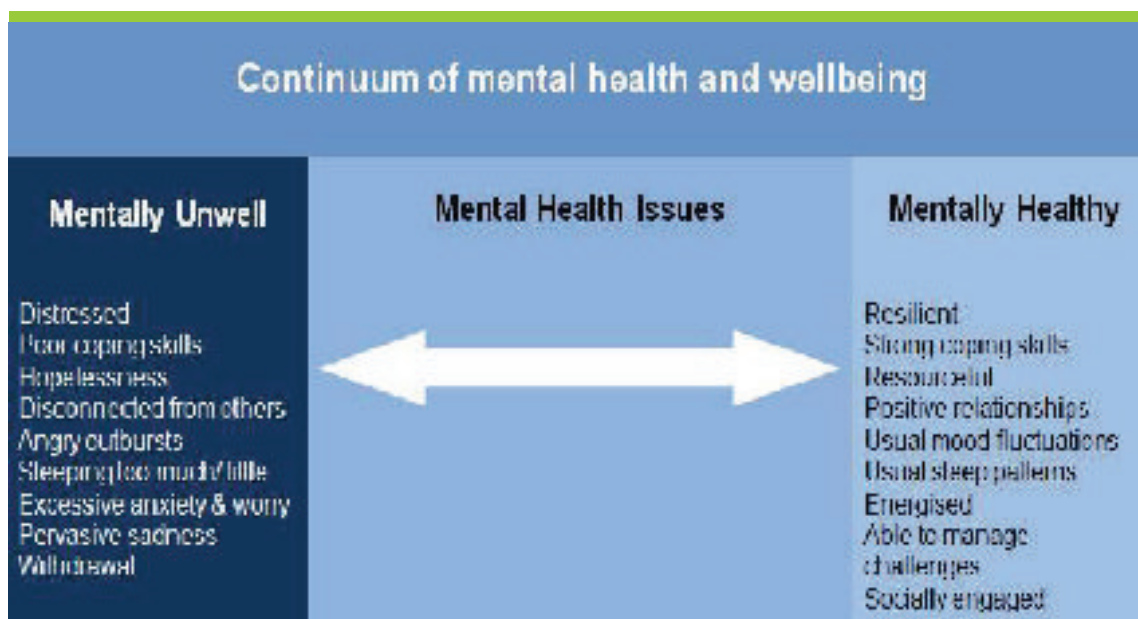 Continuum of mental health and wellbeing
Mentally Unwell
Distressed
Poor coping skills
Hopelessness
Disconnected from others
Angry outbursts
Sleeping too much/ little
Excessive anxiety & worry
Pervasive sadness
Withdrawal
Mental Health Issues
Mentally Healthy
Resilient
Strong coping skills
Resourceful
Positive relationships
Usual mood fluctuations
Usual sleep patterns
Energised
Able to manage
challenges
Socially engaged